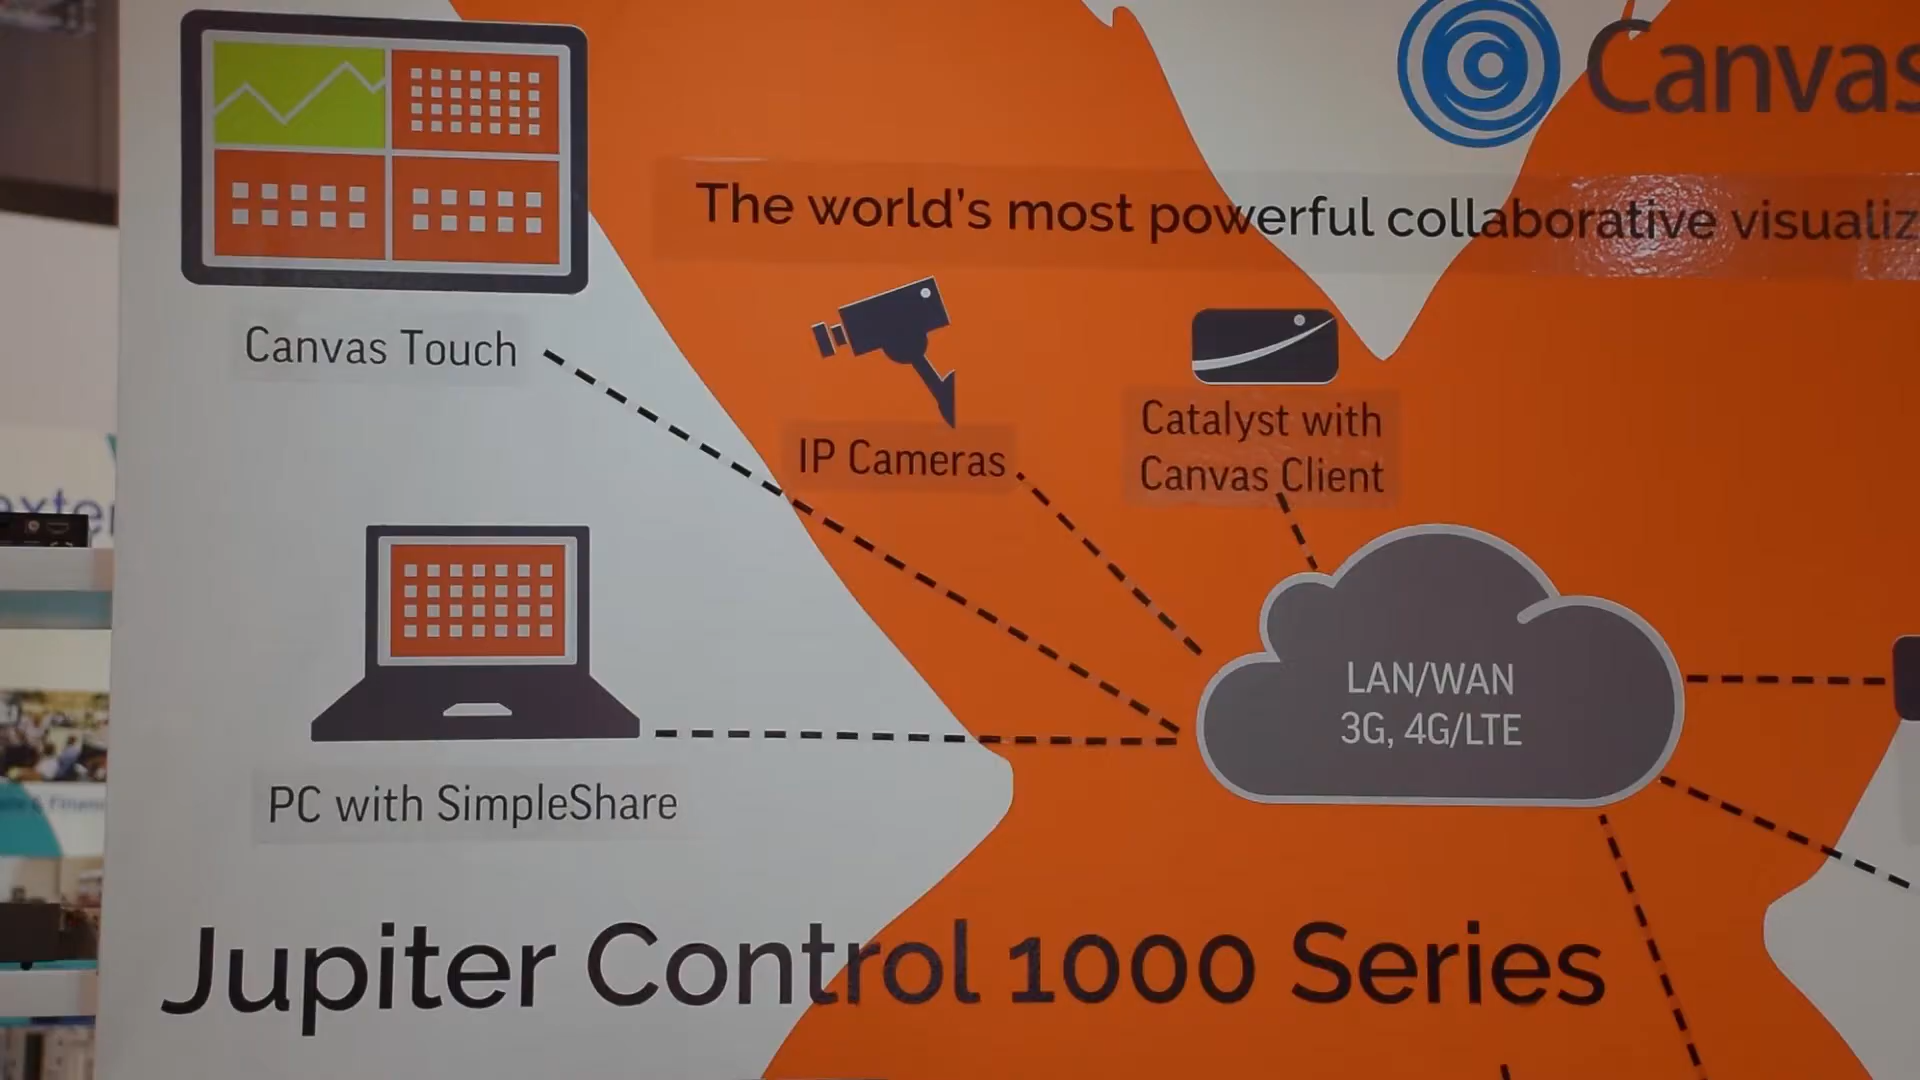 Canvas
The world's most powerful collaborative
Canvas Touch
IP Cameras
Catalyst with
Canvas Client
LAN/WAN
3G, 4G/LTE
PC with SimpleShare
Jupiter Control 1000 Series